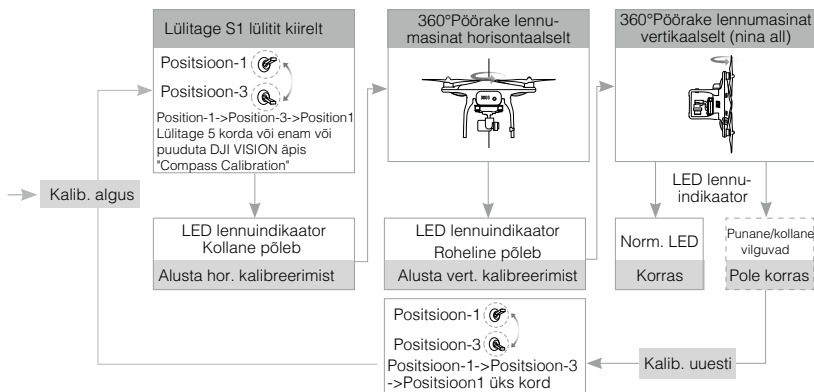 Lülitage S1 lülitit kiirelt
Positsioon-1
Positsioon-3
Position-1->Position-3->Position1
Lülitage 5 korda või enam või
puuduta DJI VISION äpis
"Compass Calibration"
360°Pöörake lennu-
masinat horisontaalselt
360°Pöörake lennumasinat
vertikaalselt (nina all)
Kalib. algus
LED lennuindikaator
Kollane põleb
Alusta hor. kalibreerimist
LED lennuindikaator
Roheline põleb
Alusta vert. kalibreerimist
LED lennu-
indikaator
Norm. LED
Korras
Punane/kollane
vilguvad
Pole korras
Positsioon-1
Positsioon-3
Positsioon-1->Positsioon-3
->Positsioon1 üks kord
Kalib. uuesti